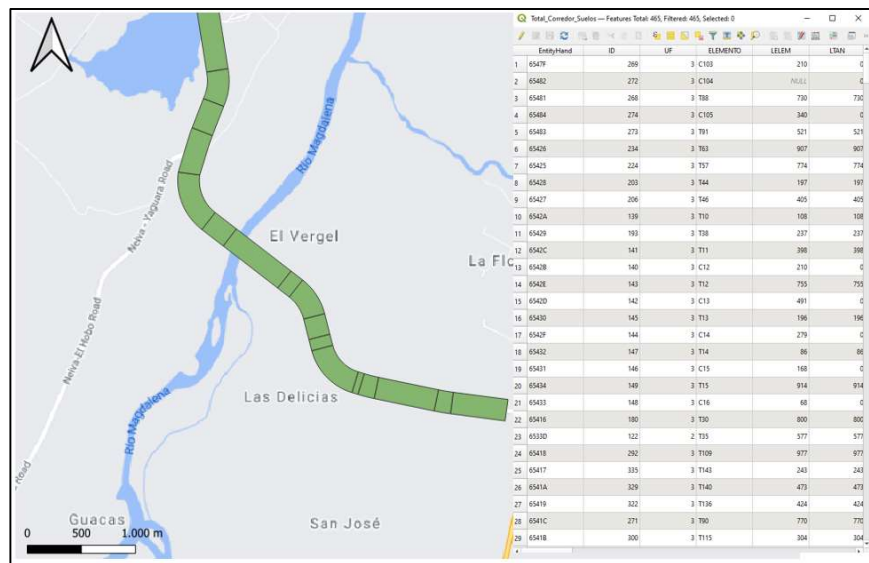 Río Magdalena
Neiva - Yaguara Road
El Vergel
La Flo
Neiva-El Hobo Road
Las Delicias
Río Magdalena
Road
Guacas
San José
0 500 1.000 m
Total_Corredor_Suelos — Features Total: 465, Filtered: 465, Selected: 0
EntityHand ID UF ELEMENTO LELEM LTAN
1 6547F 269 3 C103 210 0
2 65482 272 3 C104 NULL 0
3 65481 268 3 T88 730 730
4 65484 274 3 C105 340 0
5 65483 273 3 T91 521 521
6 65426 234 3 T63 907 907
7 65425 224 3 T57 774 774
8 65428 203 3 T44 197 197
9 65427 206 3 T46 405 405
10 6542A 139 3 T10 108 108
11 65429 193 3 T38 237 237
12 6542C 141 3 T11 398 398
13 6542B 140 3 C12 210 0
14 6542E 143 3 T12 755 755
15 6542D 142 3 C13 491 0
16 65430 145 3 T13 196 196
17 6542F 144 3 C14 279 0
18 65432 147 3 T14 86 86
19 65431 146 3 C15 168 0
20 65434 149 3 T15 914 914
21 65433 148 3 C16 68 0
22 65416 180 3 T30 800 800
23 6533D 122 2 T35 577 577
24 65418 292 3 T109 977 977
25 65417 335 3 T143 243 243
26 6541A 329 3 T140 473 473
27 65419 322 3 T136 424 424
28 6541C 271 3 T90 770 770
29 6541B 300 3 T115 304 304